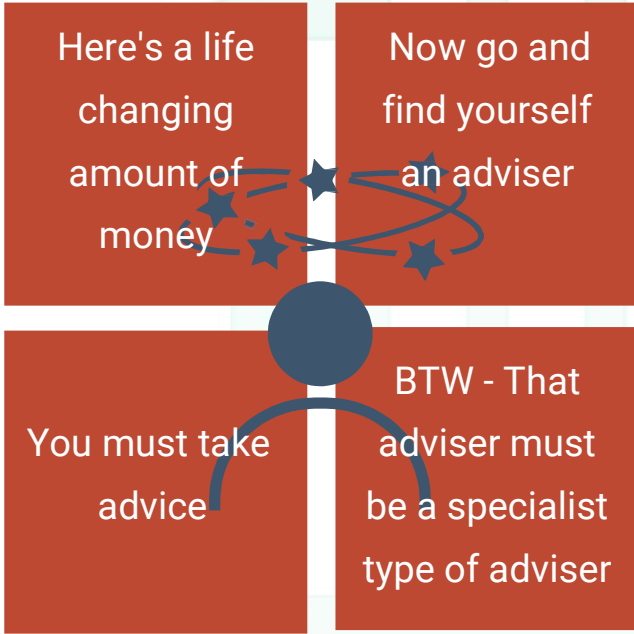 Here's a life
changing
amount of
money
Now go and
find yourself
an adviser
You must take
advice
BTW - That
adviser must
be a specialist
type of adviser